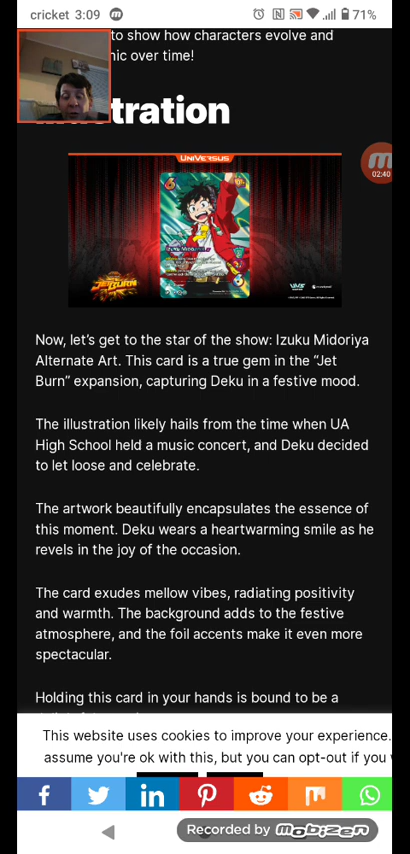 cricket 3:09 71%
to show how characters evolve and
ic over time!
tration
UNIVERSUS
6
IZUKU MIDORIYA
JET BURN
UVS
02:40
Now, let’s get to the star of the show: Izuku Midoriya
Alternate Art. This card is a true gem in the “Jet
Burn” expansion, capturing Deku in a festive mood.
The illustration likely hails from the time when UA
High School held a music concert, and Deku decided
to let loose and celebrate.
The artwork beautifully encapsulates the essence of
this moment. Deku wears a heartwarming smile as he
revels in the joy of the occasion.
The card exudes mellow vibes, radiating positivity
and warmth. The background adds to the festive
atmosphere, and the foil accents make it even more
spectacular.
Holding this card in your hands is bound to be a
This website uses cookies to improve your experience.
assume you're ok with this, but you can opt-out if you
Recorded by mobizen